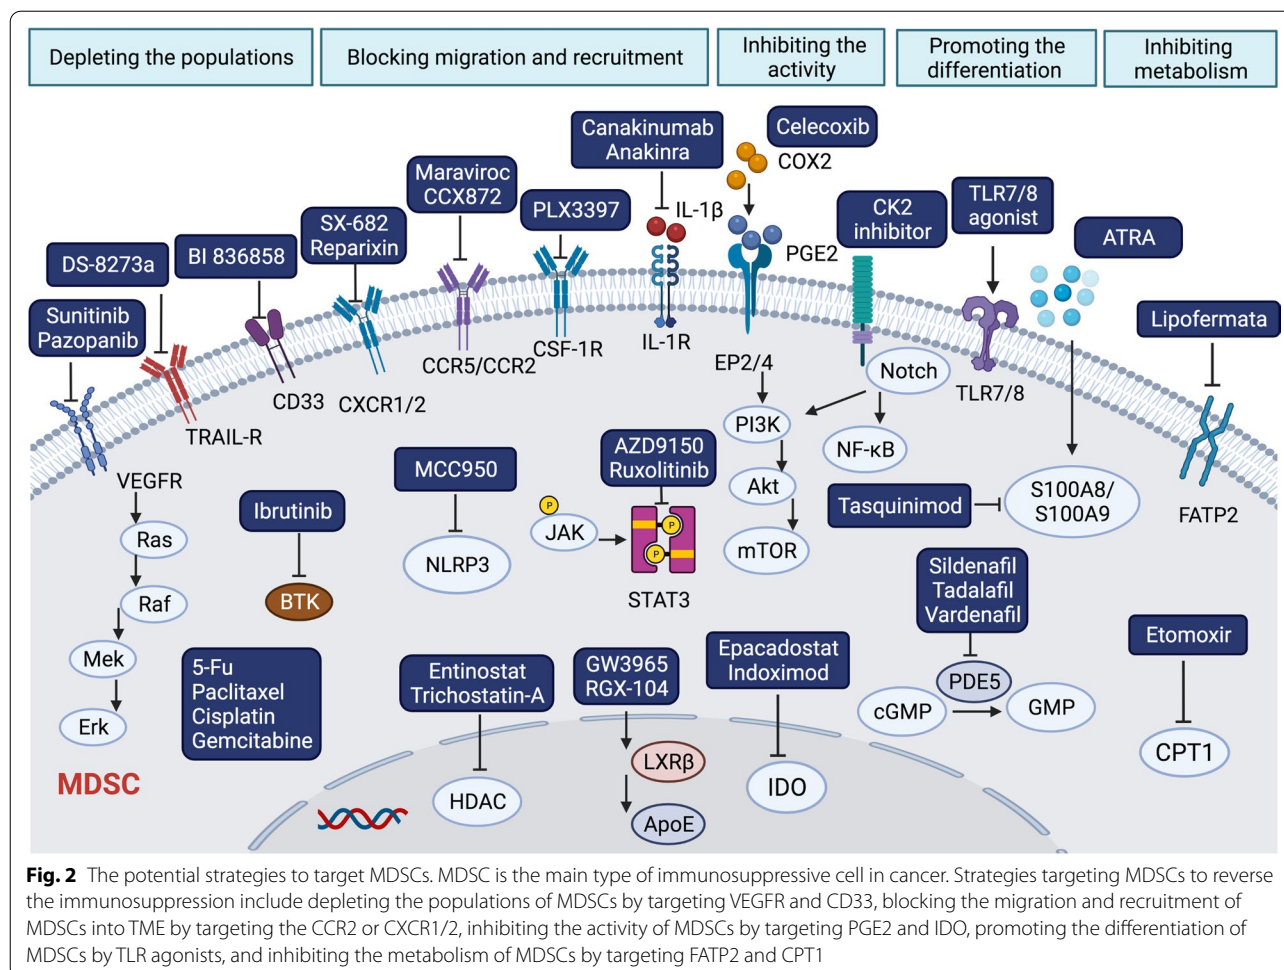 Depleting the populations
Blocking migration and recruitment
Inhibiting the
activity
Promoting the
differentiation
Inhibiting
metabolism
Canakinumab
Anakinra
Celecoxib
COX2
Maraviroc
CCX872
PLX3397
IL-1β
CK2
inhibitor
TLR7/8
agonist
SX-682
Reparixin
PGE2
ATRA
DS-8273a
BI 836858
Sunitinib
Pazopanib
Lipofermata
IL-1R
CSF-1R
CCR5/CCR2
EP2/4
Notch
TLR7/8
CD33
CXCR1/2
TRAIL-R
PI3K
NF-κB
VEGFR
MCC950
AZD9150
Ruxolitinib
Akt
Tasquinimod
S100A8/
S100A9
FATP2
Ibrutinib
Ras
P
JAK
P
P
NLRP3
mTOR
STAT3
BTK
Raf
Sildenafil
Tadalafil
Vardenafil
Mek
5-Fu
Paclitaxel
Cisplatin
Gemcitabine
Entinostat
Trichostatin-A
GW3965
RGX-104
Epacadostat
Indoximod
Etomoxir
PDE5
cGMP
GMP
Erk
MDSC
LXRβ
IDO
CPT1
HDAC
ApoE
Fig. 2 The potential strategies to target MDSCs. MDSC is the main type of immunosuppressive cell in cancer. Strategies targeting MDSCs to reverse
the immunosuppression include depleting the populations of MDSCs by targeting VEGFR and CD33, blocking the migration and recruitment of
MDSCs into TME by targeting the CCR2 or CXCR1/2, inhibiting the activity of MDSCs by targeting PGE2 and IDO, promoting the differentiation of
MDSCs by TLR agonists, and inhibiting the metabolism of MDSCs by targeting FATP2 and CPT1